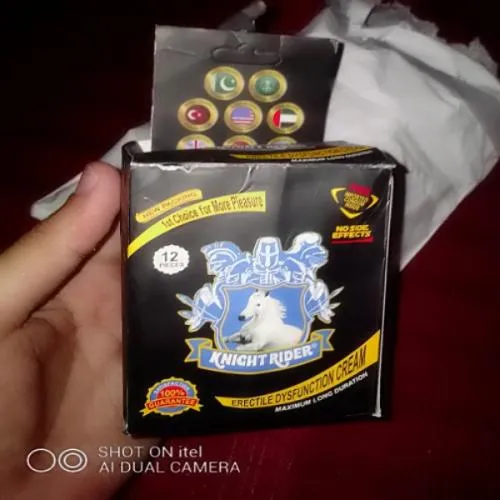 NEW PACKING
1st Choice for More Pleasure
NO SIDE
EFFECTS
12
PIECES
KNIGHT RIDER®
SATISFACTION
100%
GUARANTEE
ERECTILE DYSFUNCTION CREAM
MAXIMUM LONG DURATION
SHOT ON itel
AI DUAL CAMERA